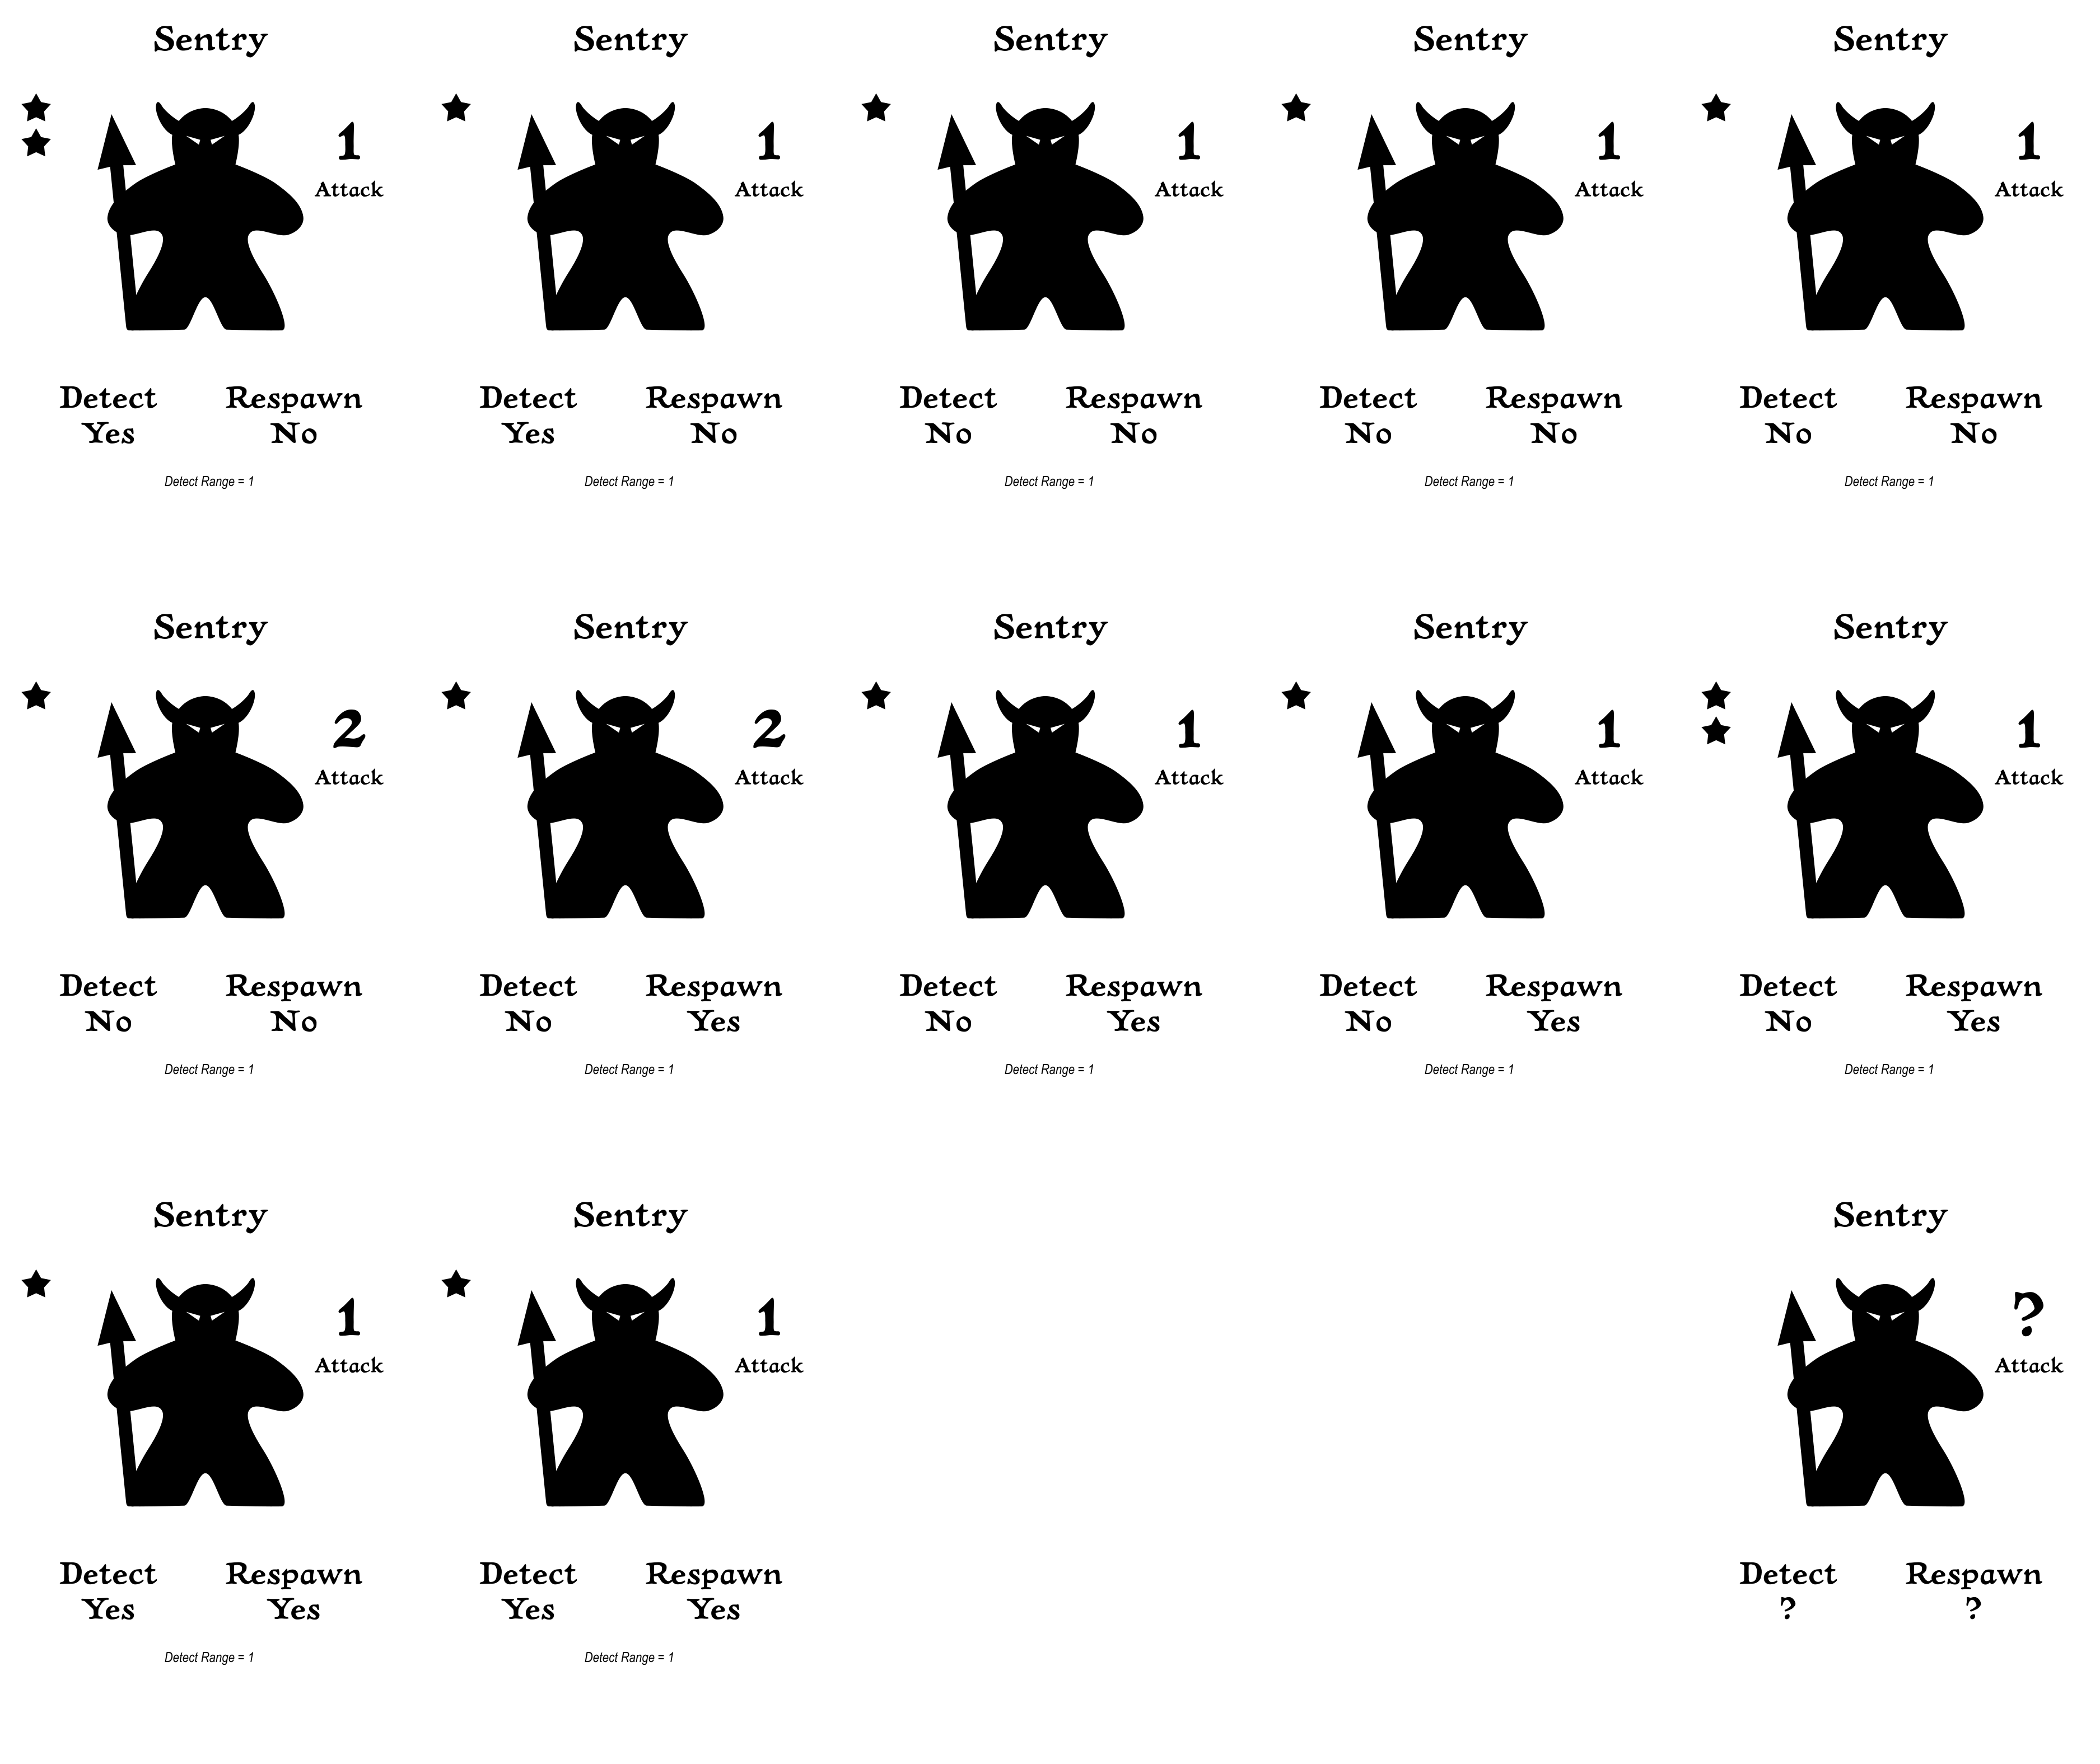 Sentry Sentry Sentry Sentry Sentry
1 1 1 1 1
Attack Attack Attack Attack Attack
Detect Respawn Detect Respawn Detect Respawn Detect Respawn Detect Respawn
Yes No Yes No No No No No No No
Detect Range = 1 Detect Range = 1 Detect Range = 1 Detect Range = 1 Detect Range = 1
Sentry Sentry Sentry Sentry Sentry
2 2 1 1 1
Attack Attack Attack Attack Attack
Detect Respawn Detect Respawn Detect Respawn Detect Respawn Detect Respawn
No No No Yes No Yes No Yes No Yes
Detect Range = 1 Detect Range = 1 Detect Range = 1 Detect Range = 1 Detect Range = 1
Sentry Sentry Sentry
1 1 ?
Attack Attack Attack
Detect Respawn Detect Respawn Detect Respawn
Yes Yes Yes Yes ? ?
Detect Range = 1 Detect Range = 1